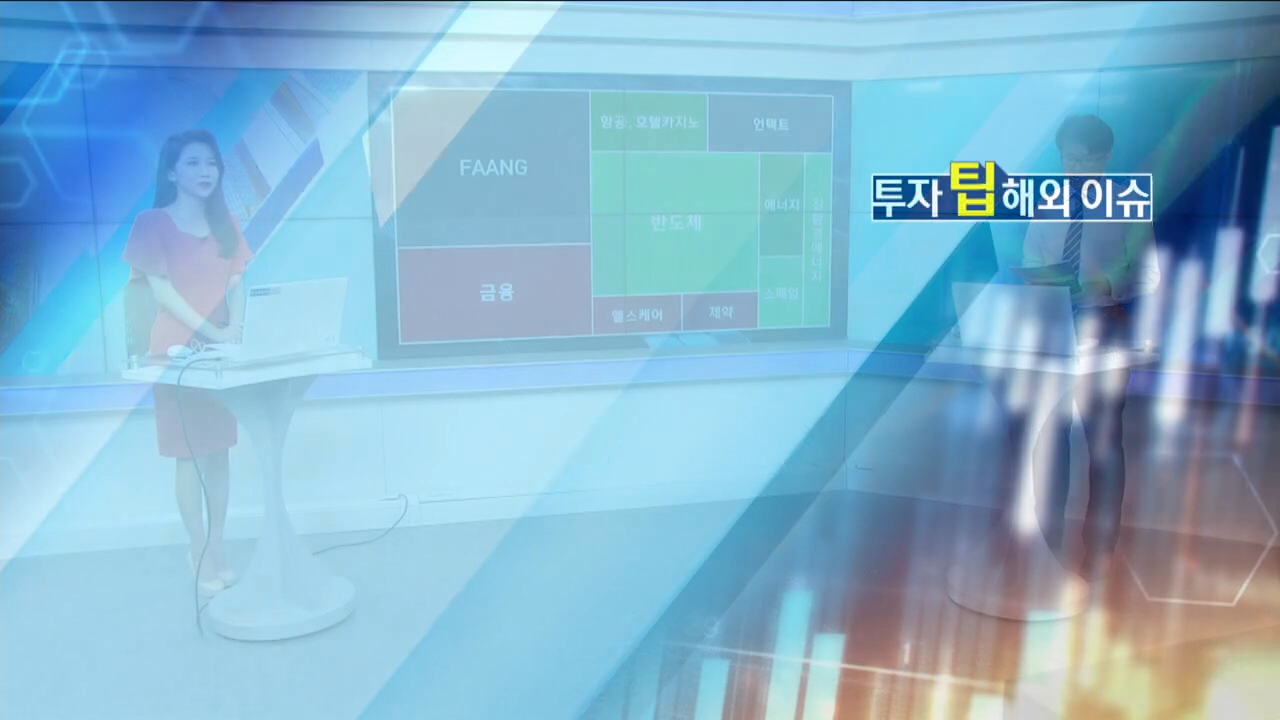 항공, 호텔카지노
언택트
FAANG
반도체
에너지
친환경에너지
금융
헬스케어
제약
소매업
투자 팁 해외 이슈